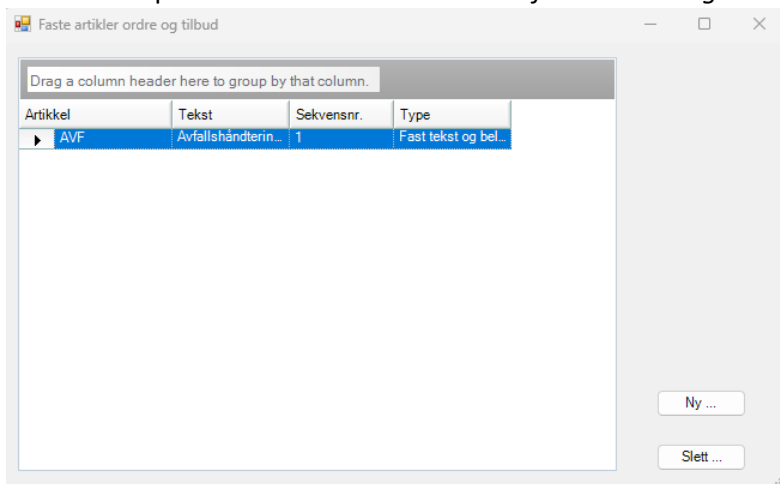 Faste artikler ordre og tilbud
Drag a column header here to group by that column.
Artikkel Tekst Sekvensnr. Type
AVF Avfallshåndterin... 1 Fast tekst og bel...
Ny ...
Slett ...